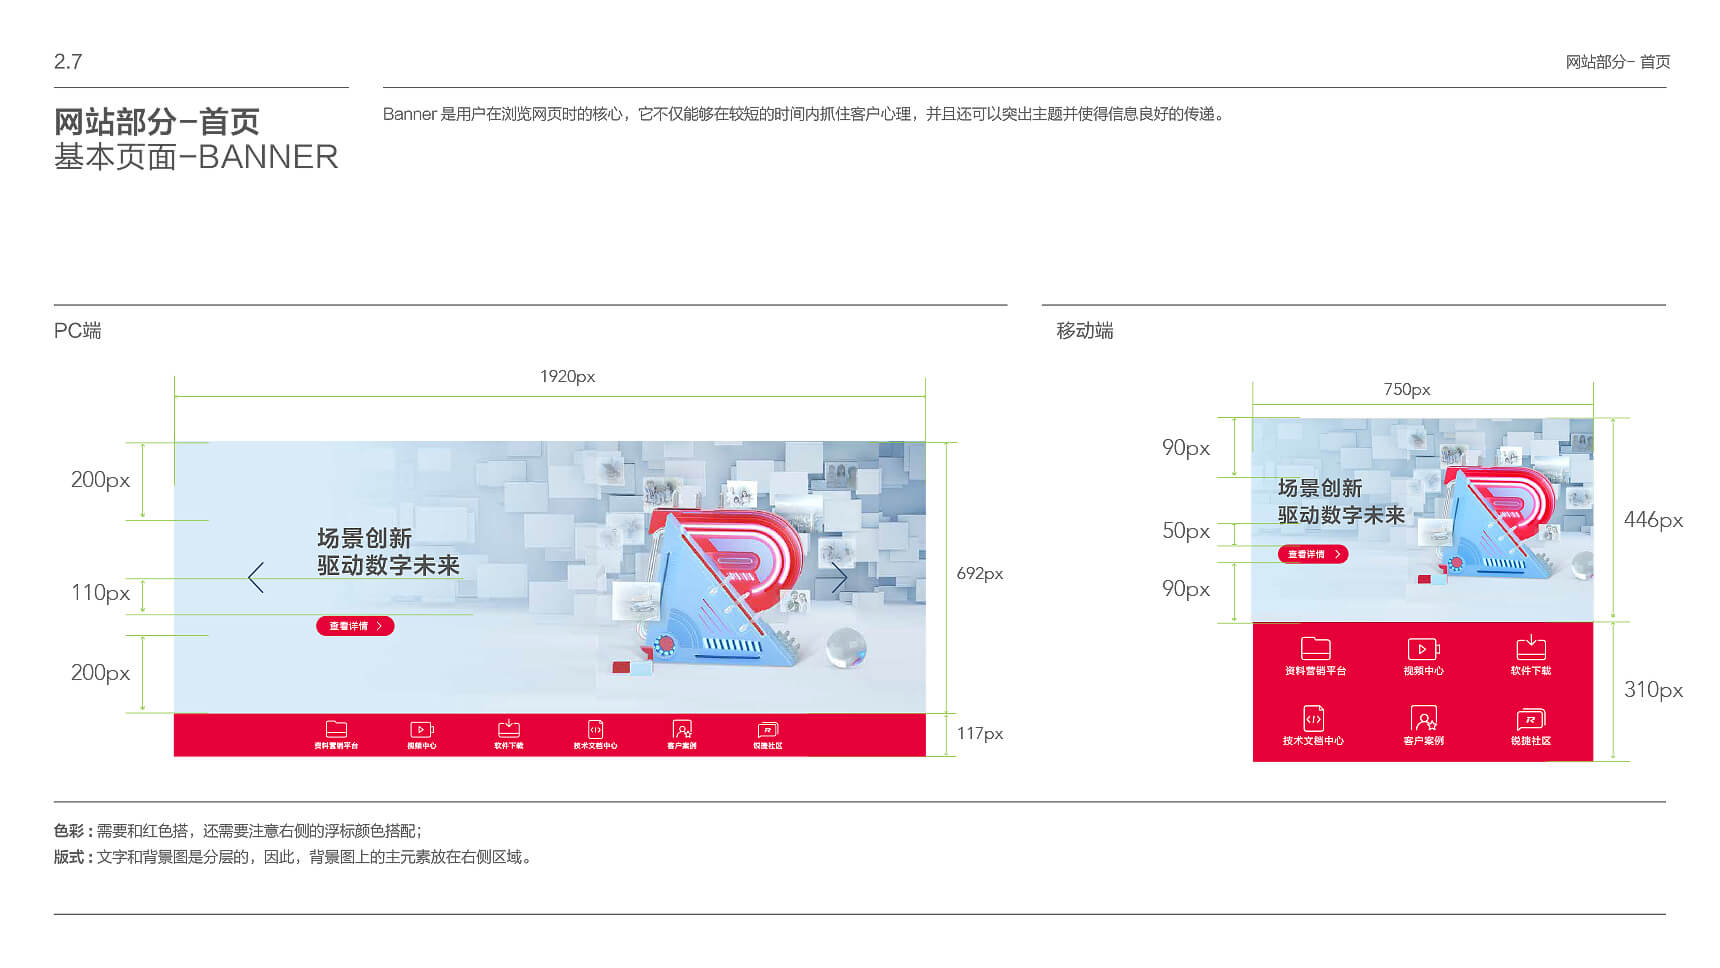 2.7
网站部分- 首页
网站部分-首页
基本页面-BANNER
Banner 是用户在浏览网页时的核心，它不仅能够在较短的时间内抓住客户心理，并且还可以突出主题并使得信息良好的传递。
PC端
1920px
200px
110px
200px
692px
117px
场景创新
驱动数字未来
查看详情
资料营销平台
视频中心
软件下载
技术文档中心
客户案例
锐捷社区
移动端
750px
90px
50px
90px
446px
310px
场景创新
驱动数字未来
查看详情
资料营销平台
视频中心
软件下载
技术文档中心
客户案例
锐捷社区
色彩：需要和红色搭，还需要注意右侧的浮标颜色搭配；
版式：文字和背景图是分层的，因此，背景图上的主元素放在右侧区域。